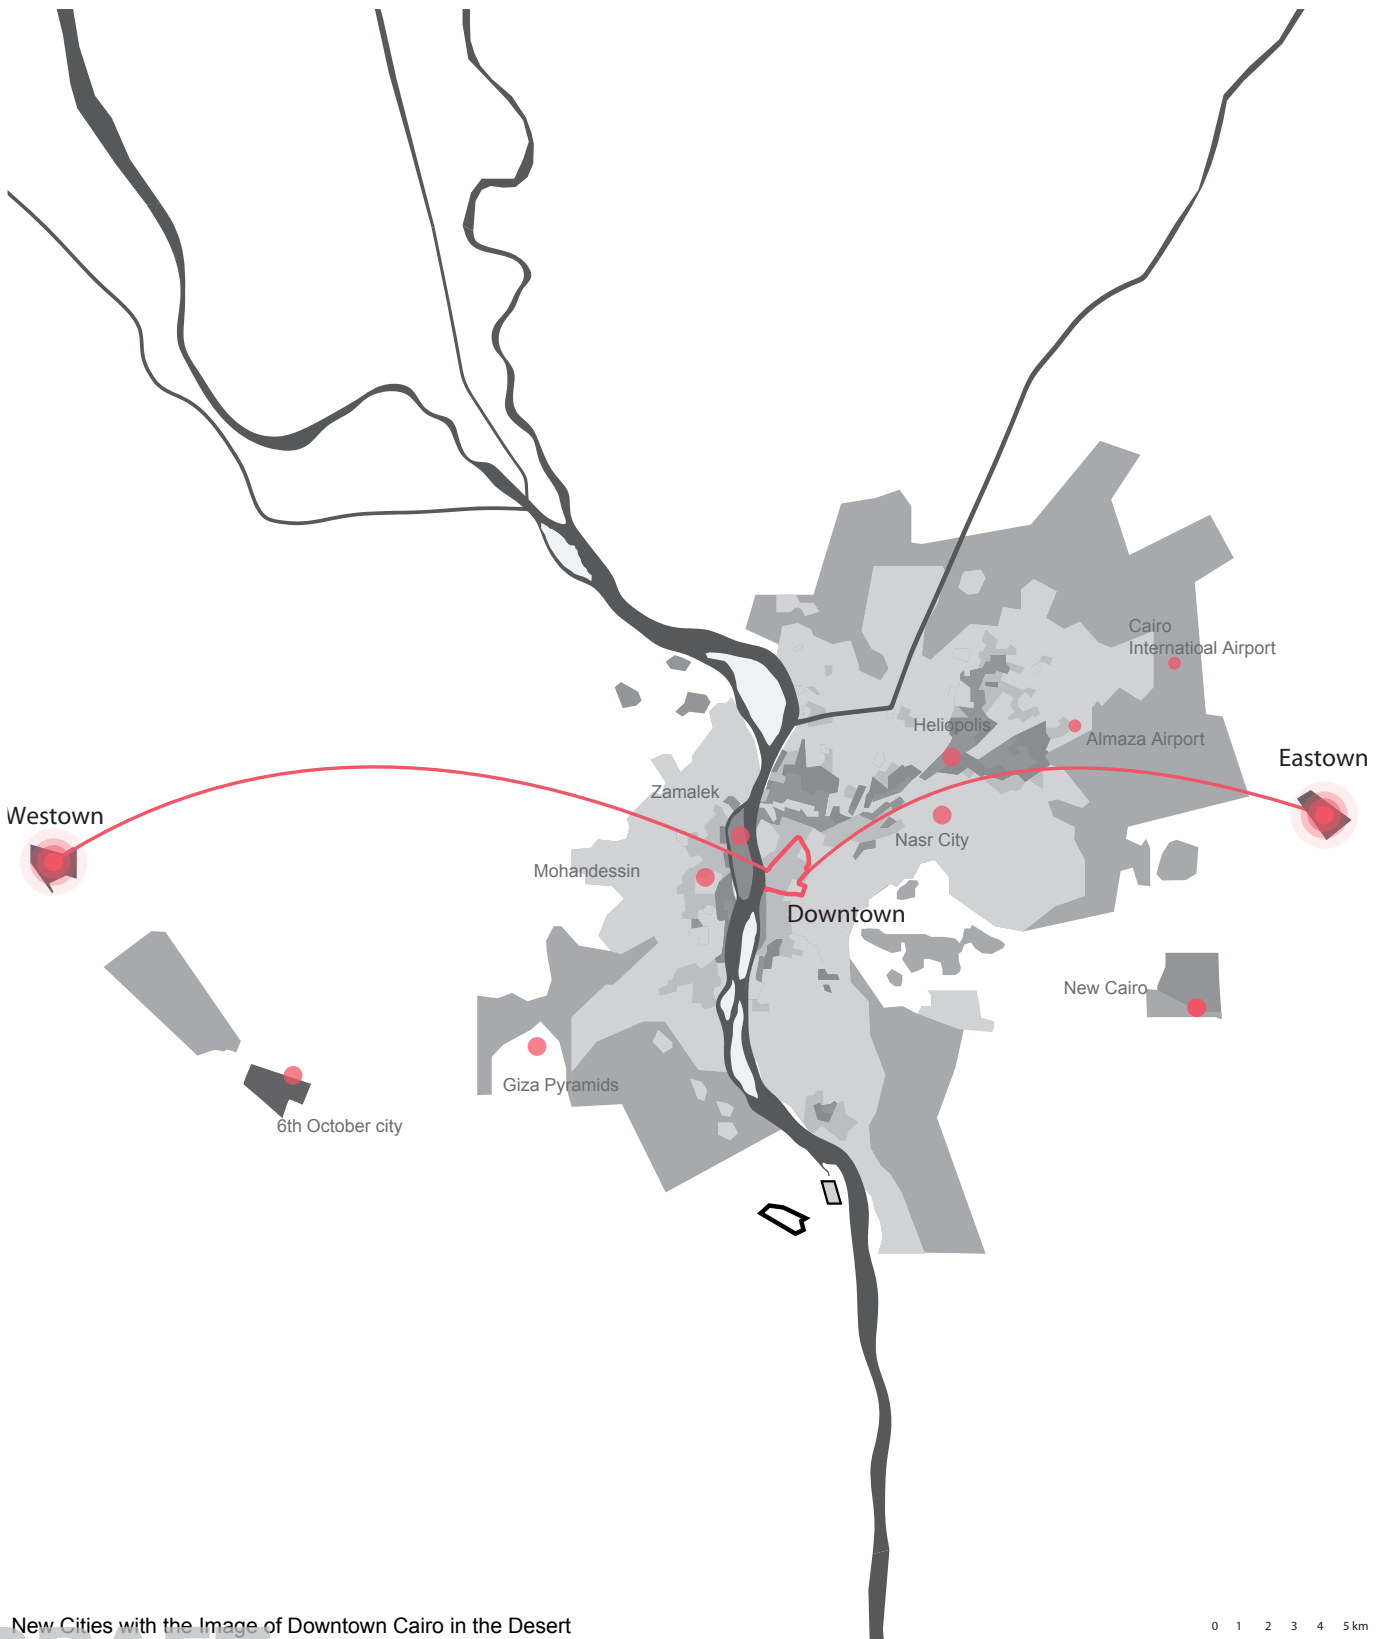 Cairo
Internatioal Airport
Heliopolis
Almaza Airport
Eastown
Zamalek
Westown
Nasr City
Mohandessin
Downtown
New Cairo
Giza Pyramids
6th October city
New Cities with the Image of Downtown Cairo in the Desert
0 1 2 3 4 5 km